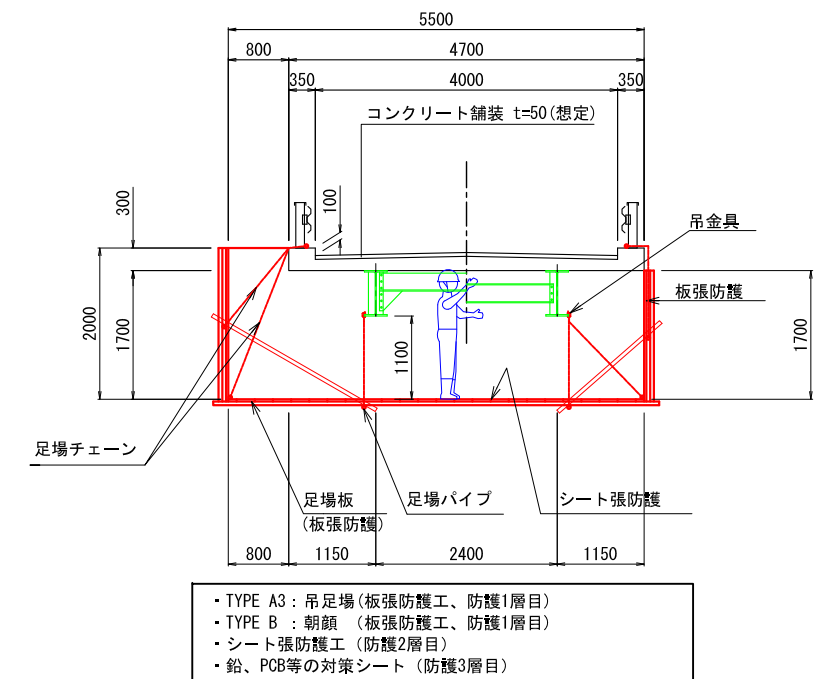 5500
800
4700
350
4000
350
コンクリート舗装 t=50(想定)
300
100
吊金具
板張防護
2000
1700
1100
1700
足場チェーン
足場板
(板張防護)
足場パイプ
シート張防護
800
1150
2400
1150
・TYPE A3：吊足場(板張防護工、防護1層目)
・TYPE B ：朝顔 (板張防護工、防護1層目)
・シート張防護工 (防護2層目)
・鉛、PCB等の対策シート (防護3層目)